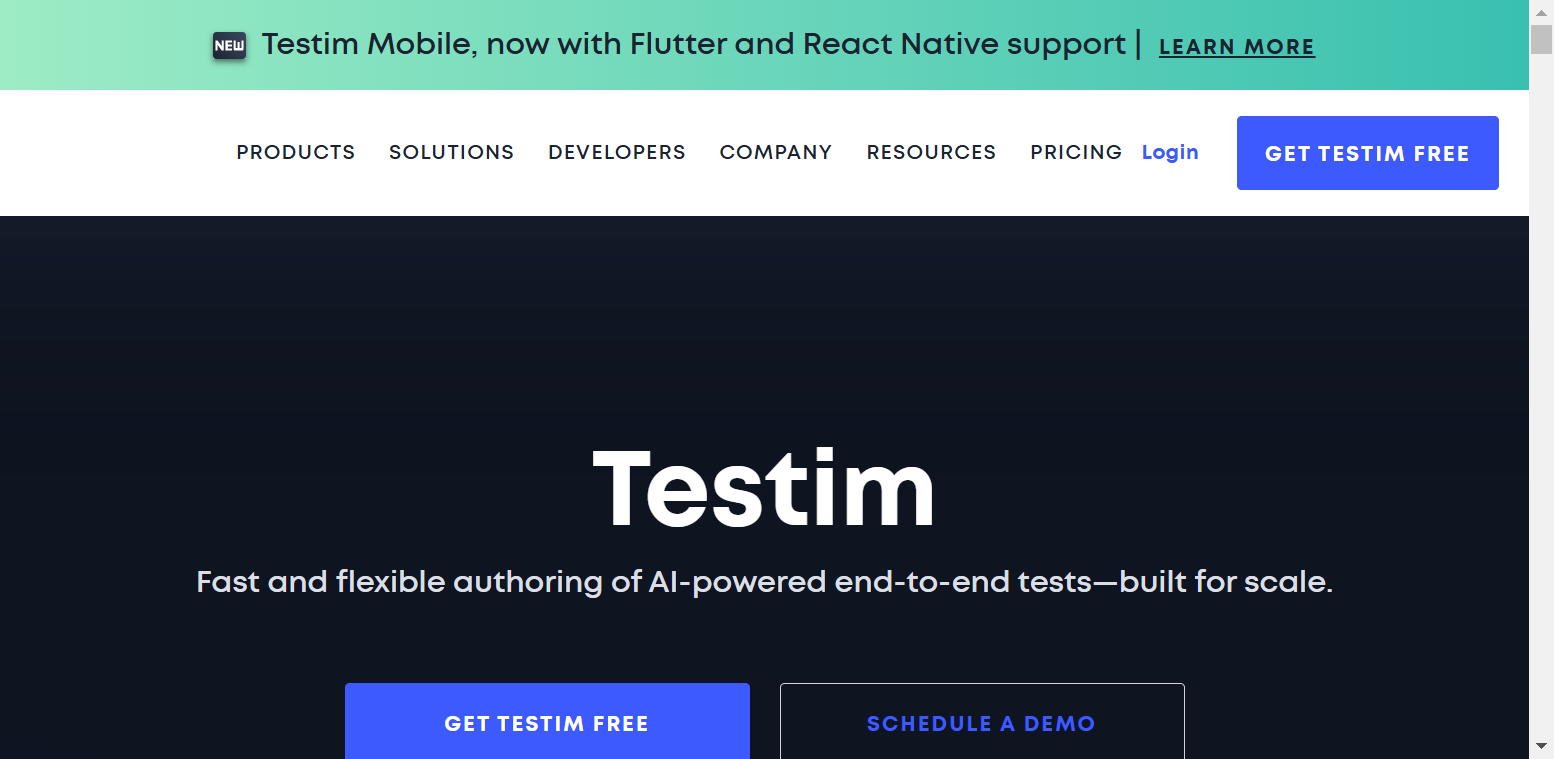 NEW Testim Mobile, now with Flutter and React Native support | LEARN MORE
PRODUCTS SOLUTIONS DEVELOPERS COMPANY RESOURCES PRICING Login GET TESTIM FREE
Testim
Fast and flexible authoring of AI-powered end-to-end tests—built for scale.
GET TESTIM FREE SCHEDULE A DEMO